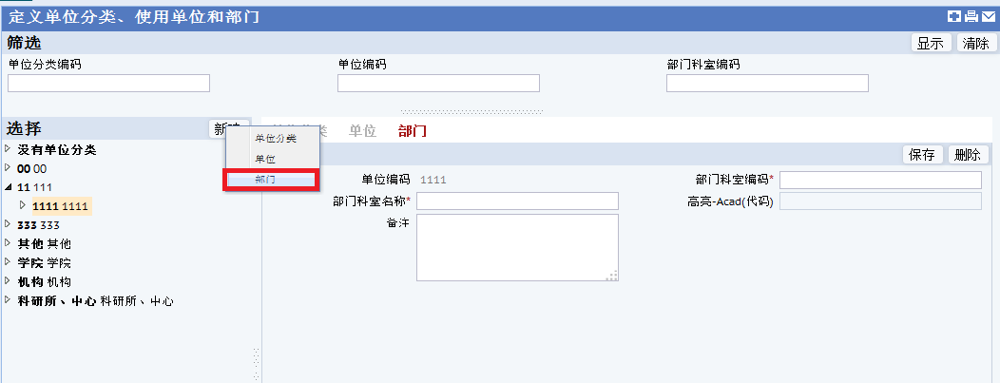 定义单位分类、使用单位和部门
筛选
显示 清除
单位分类编码 单位编码 部门科室编码
选择
单位 部门
单位分类
单位
部门
没有单位分类
00 00
11 111
1111 1111
333 333
其他 其他
学院 学院
机构 机构
科研所、中心 科研所、中心
保存 删除
单位编码 1111 部门科室编码*
部门科室名称* 高亮-Acad(代码)
备注